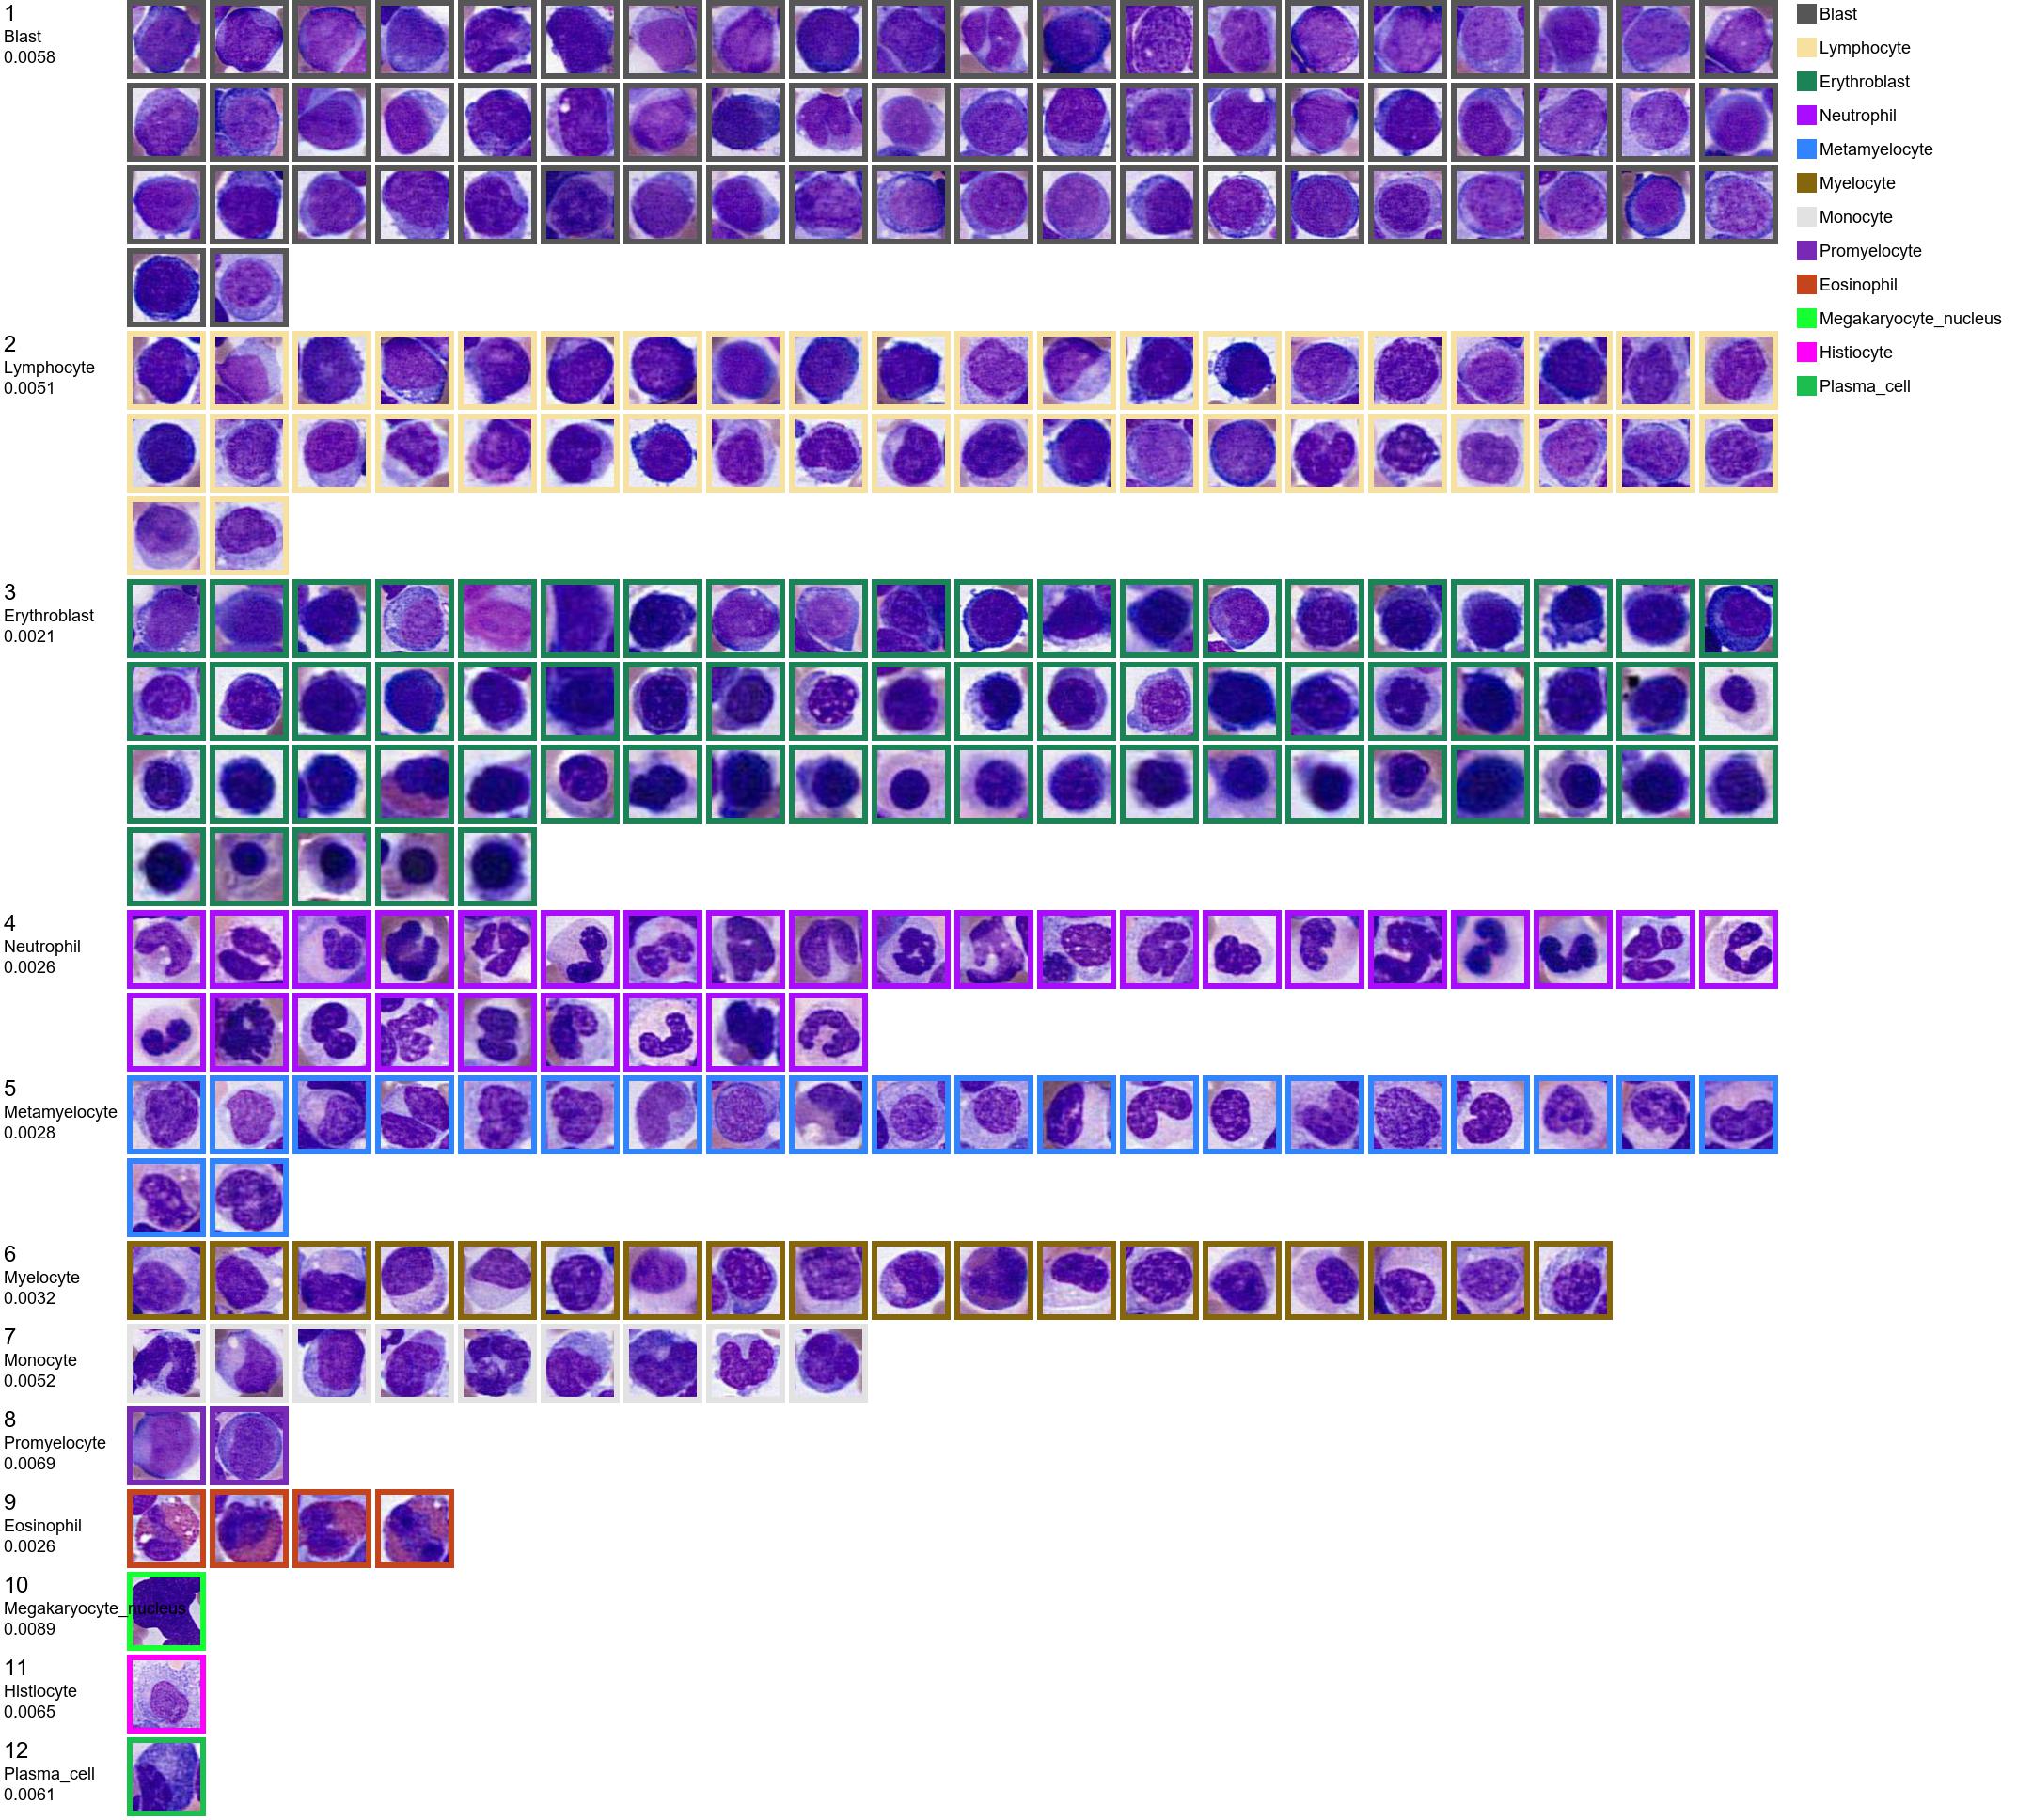 1
Blast
0.0058
2
Lymphocyte
0.0051
3
Erythroblast
0.0021
4
Neutrophil
0.0026
5
Metamyelocyte
0.0028
6
Myelocyte
0.0032
7
Monocyte
0.0052
8
Promyelocyte
0.0069
9
Eosinophil
0.0026
10
Megakaryocyte_nucleus
0.0089
11
Histiocyte
0.0065
12
Plasma_cell
0.0061
Blast
Lymphocyte
Erythroblast
Neutrophil
Metamyelocyte
Myelocyte
Monocyte
Promyelocyte
Eosinophil
Megakaryocyte_nucleus
Histiocyte
Plasma_cell